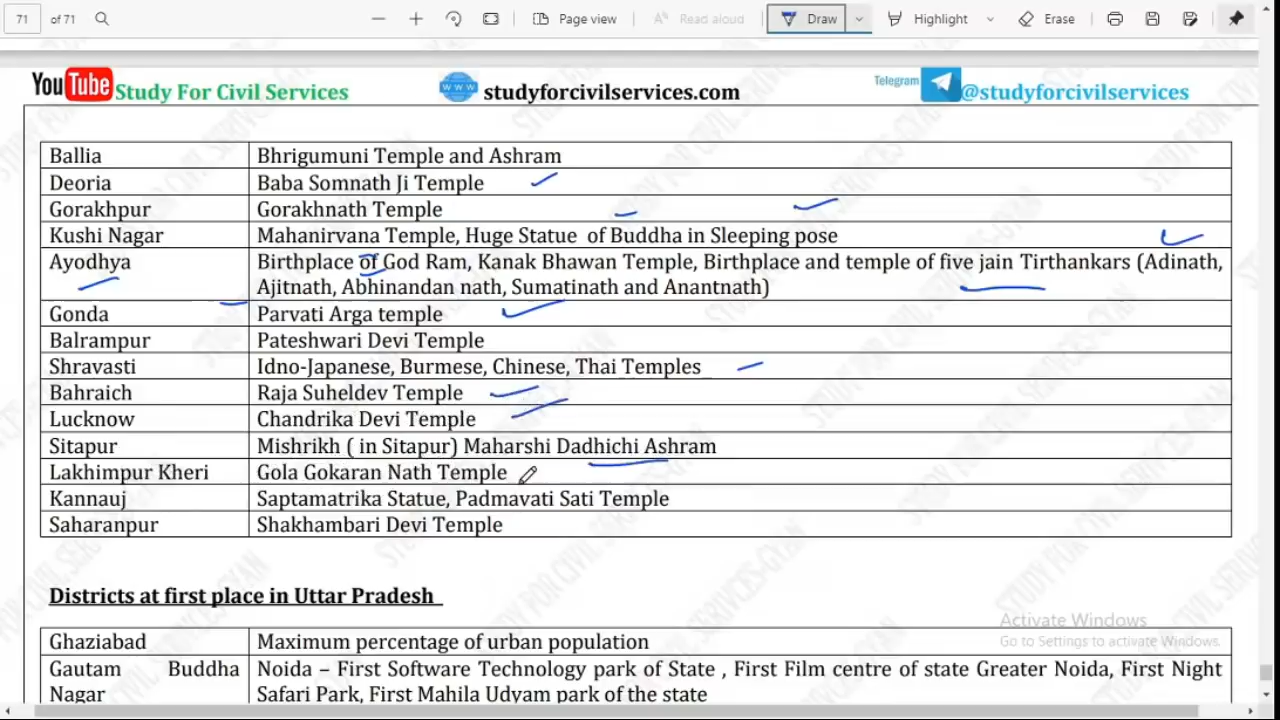 71 of 71 Page view Read aloud Draw Highlight Erase
YouTube Study For Civil Services www studyforcivilservices.com Telegram @studyforcivilservices
Ballia Bhrigumuni Temple and Ashram
Deoria Baba Somnath Ji Temple
Gorakhpur Gorakhnath Temple
Kushi Nagar Mahanirvana Temple, Huge Statue of Buddha in Sleeping pose
Ayodhya Birthplace of God Ram, Kanak Bhawan Temple, Birthplace and temple of five jain Tirthankars (Adinath,
Ajitnath, Abhinandan nath, Sumatinath and Anantnath)
Gonda Parvati Arga temple
Balrampur Pateshwari Devi Temple
Shravasti Idno-Japanese, Burmese, Chinese, Thai Temples
Bahraich Raja Suheldev Temple
Lucknow Chandrika Devi Temple
Sitapur Mishrikh ( in Sitapur) Maharshi Dadhichi Ashram
Lakhimpur Kheri Gola Gokaran Nath Temple
Kannauj Saptamatrika Statue, Padmavati Sati Temple
Saharanpur Shakhambari Devi Temple
Districts at first place in Uttar Pradesh
Activate Windows
Go to Settings to activate Windows.
Ghaziabad Maximum percentage of urban population
Gautam Buddha Noida – First Software Technology park of State , First Film centre of state Greater Noida, First Night
Nagar Safari Park, First Mahila Udyam park of the state